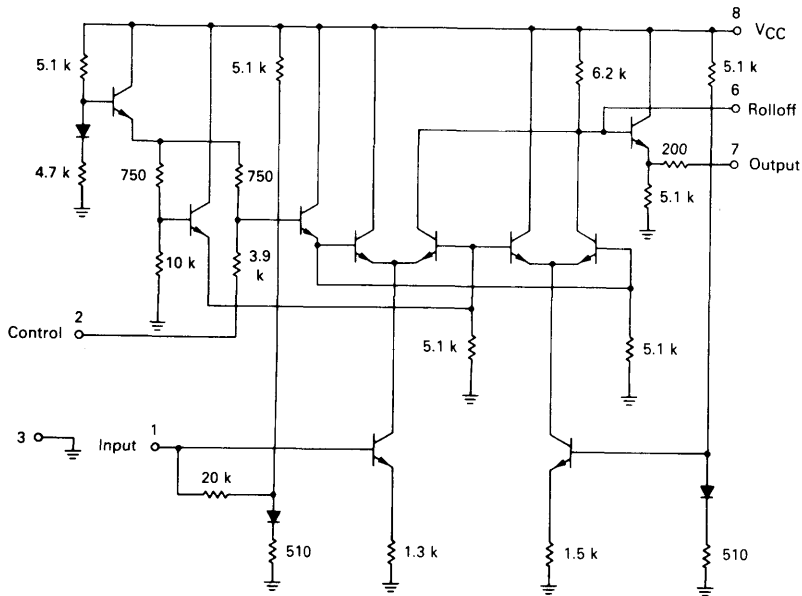 8
VCC
5.1 k
5.1 k
6.2 k
5.1 k
6
Rolloff
200
7
Output
4.7 k
750
750
5.1 k
10 k
3.9
k
2
Control
5.1 k
5.1 k
1
3
Input
20 k
510
1.3 k
1.5 k
510